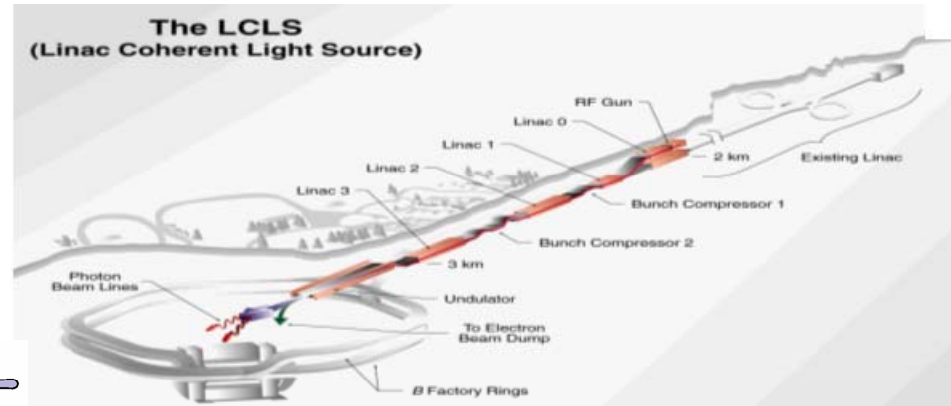 The LCLS
(Linac Coherent Light Source)
RF Gun
Linac 0
Linac 1
2 km
Existing Linac
Linac 2
Linac 3
Bunch Compressor 1
Bunch Compressor 2
3 km
Photon
Beam Lines
Undulator
To Electron
Beam Dump
B Factory Rings